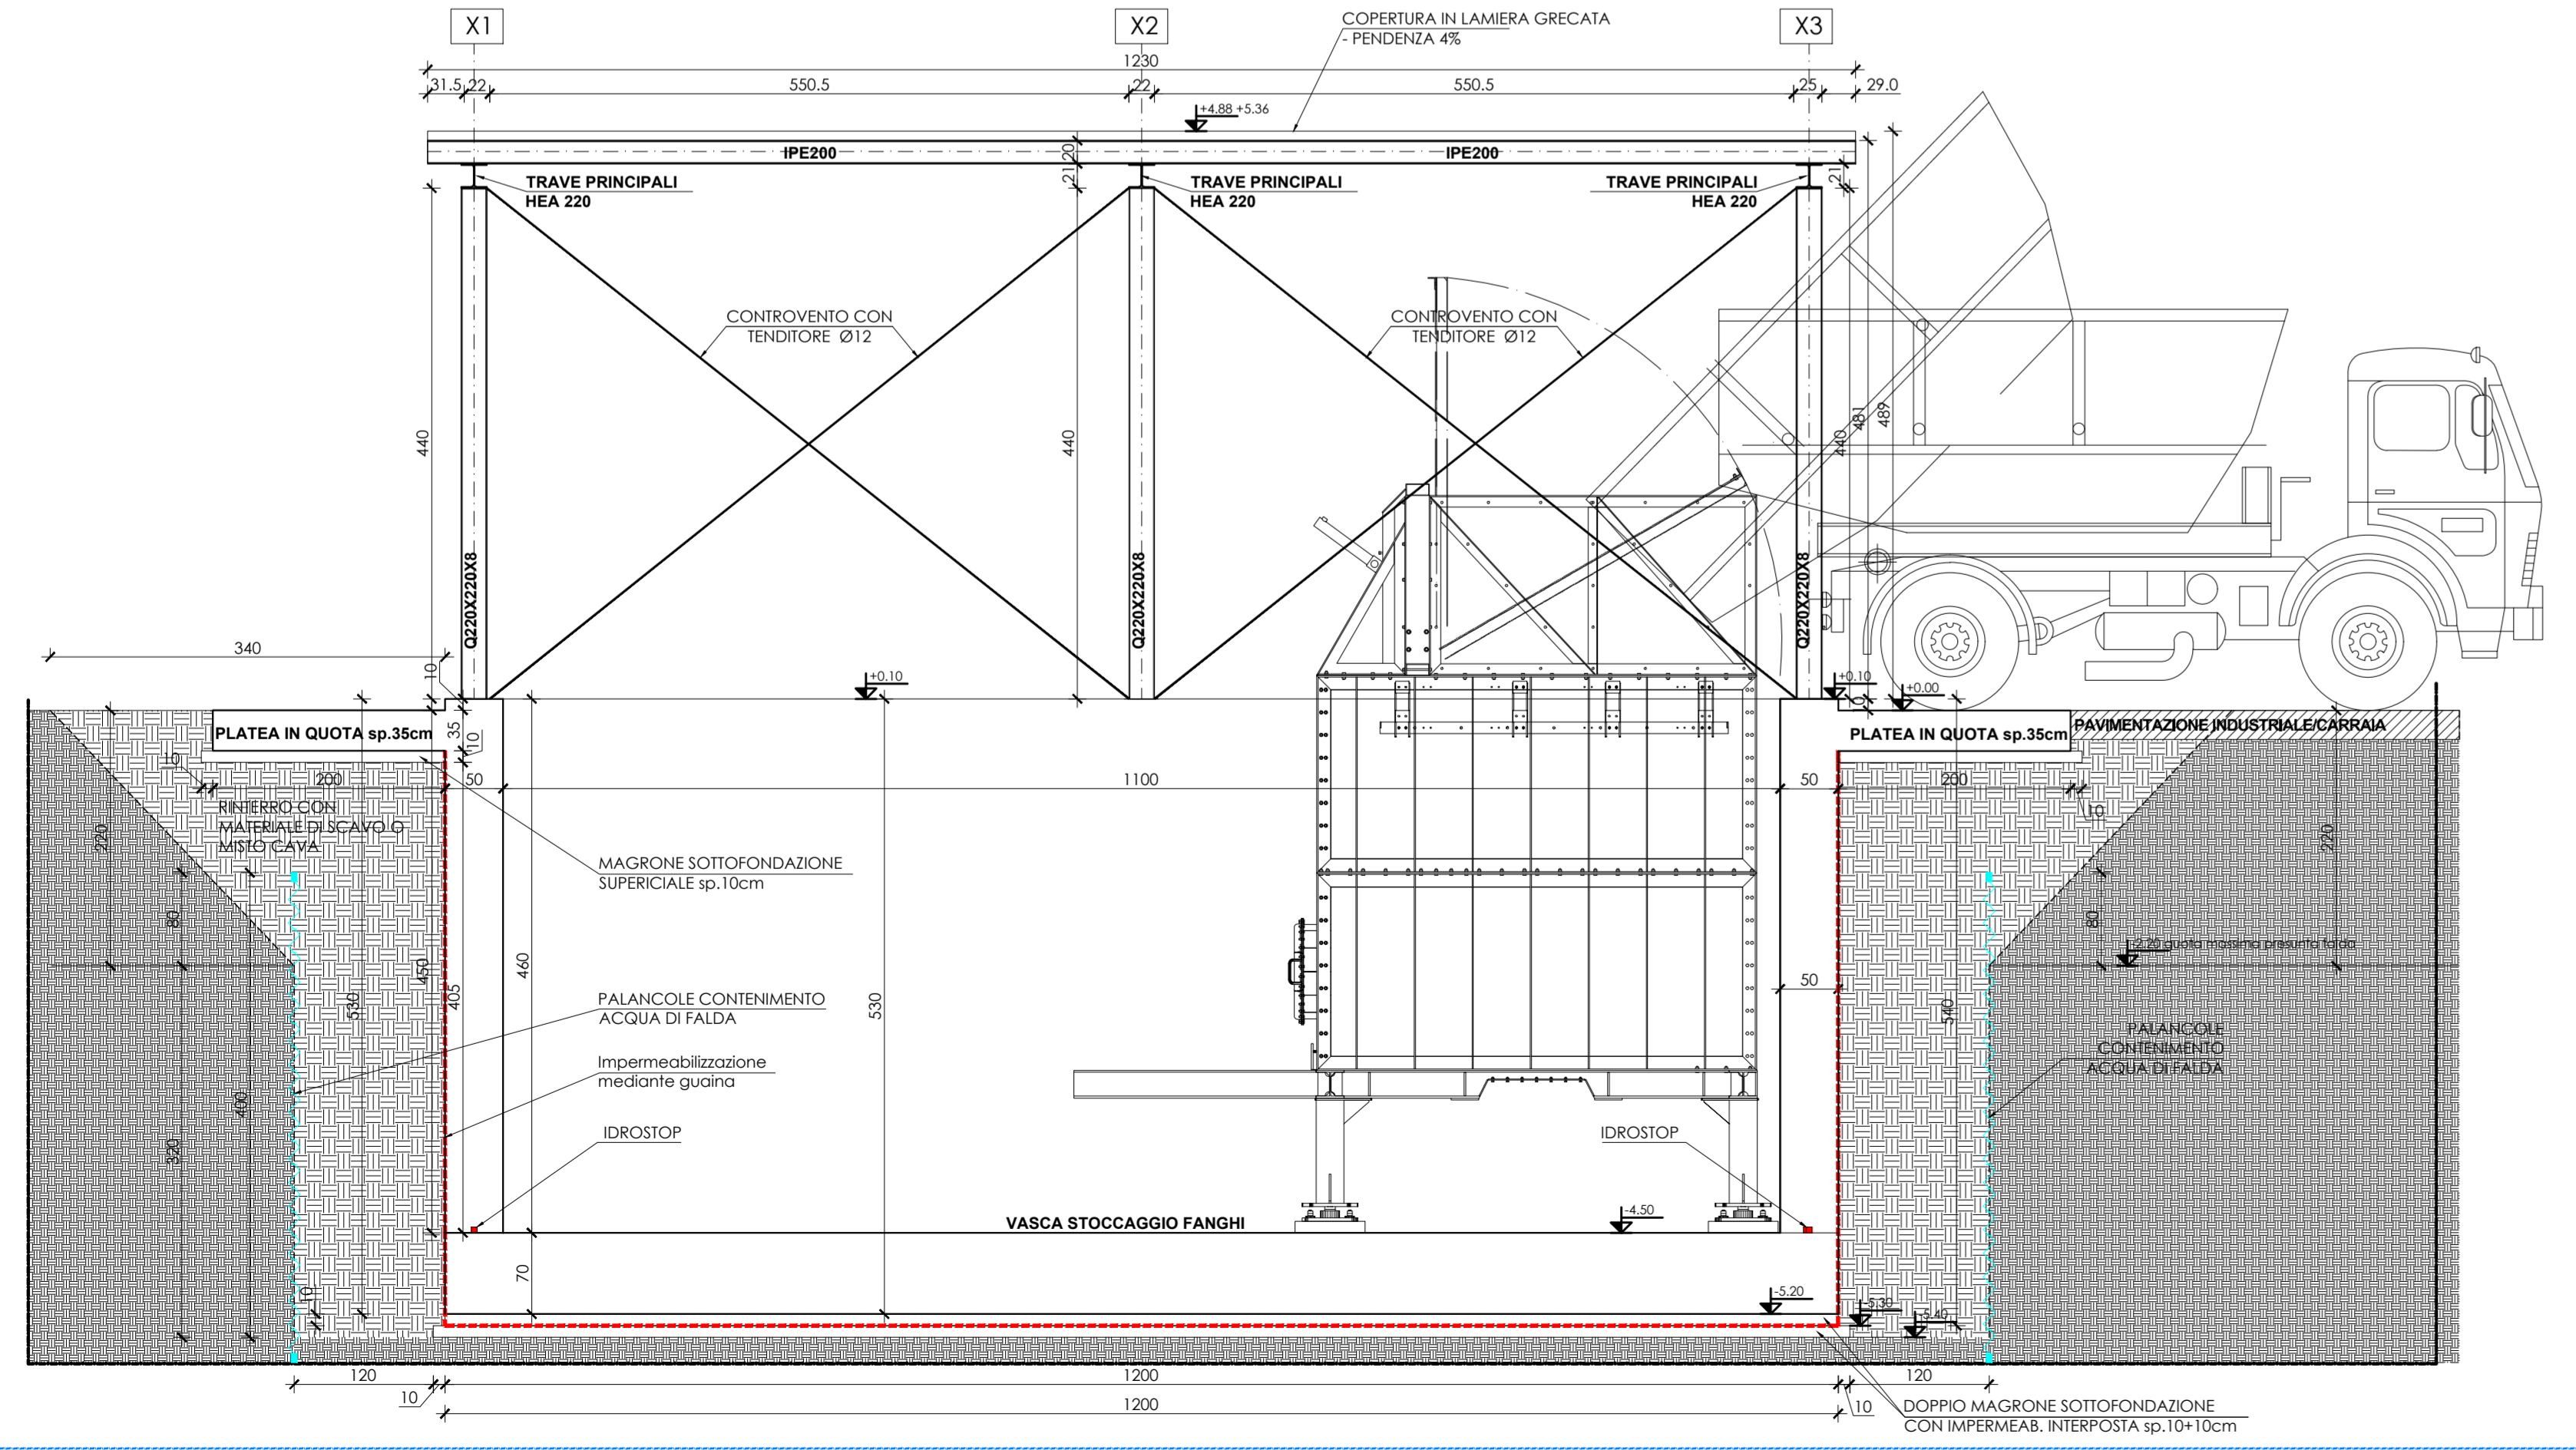 X1
X2
X3
COPERTURA IN LAMIERA GRECATA
- PENDENZA 4%
1230
31.5
22
550.5
22
550.5
25
29.0
+4.88 +5.36
IPE200
IPE200
20
21
21
TRAVE PRINCIPALI
HEA 220
TRAVE PRINCIPALI
HEA 220
TRAVE PRINCIPALI
HEA 220
CONTROVENTO CON
TENDITORE Ø12
CONTROVENTO CON
TENDITORE Ø12
440
440
440
481
489
Q220X220X8
Q220X220X8
Q220X220X8
340
10
+0.10
+0.10
+0.00
10
PLATEA IN QUOTA sp.35cm
35
10
PLATEA IN QUOTA sp.35cm
PAVIMENTAZIONE INDUSTRIALE/CARRAIA
10
200
50
1100
50
200
10
RINTERRO CON
MATERIALE DI SCAVO O
MISTO CAVA
220
220
MAGRONE SOTTOFONDAZIONE
SUPERICIALE sp.10cm
80
80
-2.20 quota massima presunta falda
460
450
405
530
530
50
540
PALANCOLE CONTENIMENTO
ACQUA DI FALDA
PALANCOLE
CONTENIMENTO
ACQUA DI FALDA
Impermeabilizzazione
mediante guaina
400
320
IDROSTOP
IDROSTOP
VASCA STOCCAGGIO FANGHI
-4.50
70
10
-5.20
-5.30
-5.40
120
10
1200
120
10
1200
DOPPIO MAGRONE SOTTOFONDAZIONE
CON IMPERMEAB. INTERPOSTA sp.10+10cm